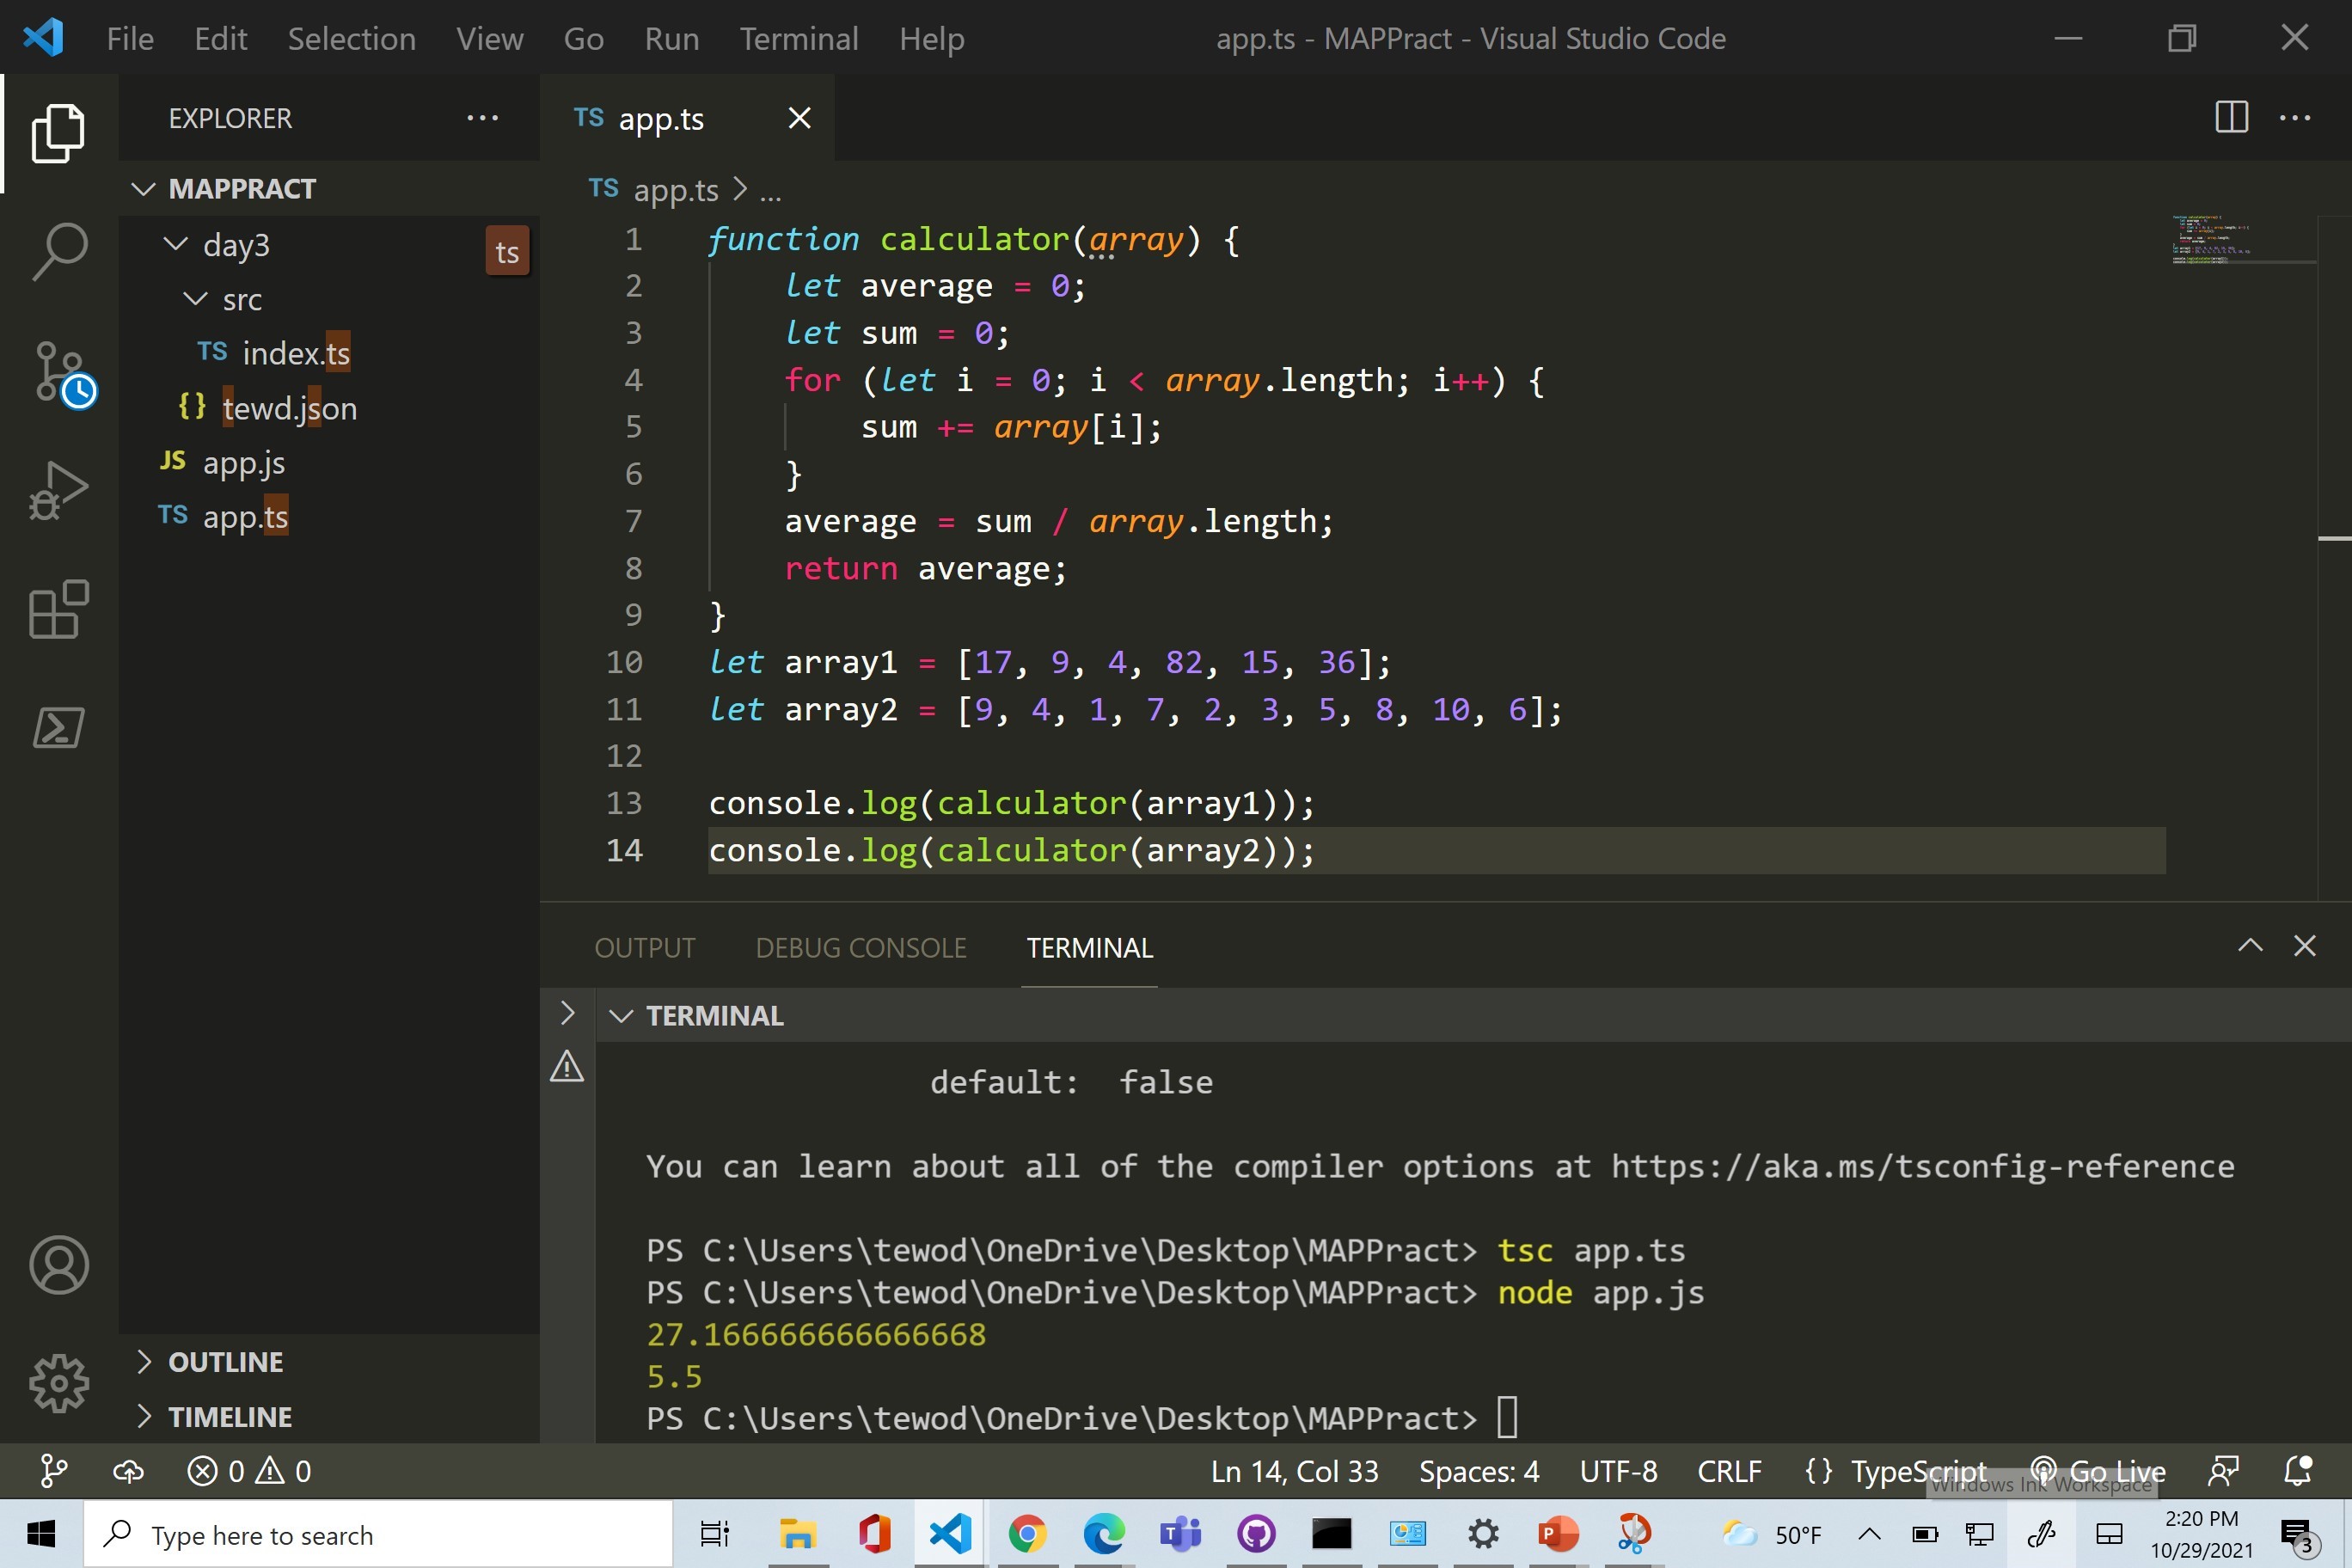 File Edit Selection View Go Run Terminal Help app.ts - MAPPract - Visual Studio Code
EXPLORER ...
MAPPRACT
day3 ts
src
TS index.ts
{} tewd.json
JS app.js
TS app.ts
OUTLINE
TIMELINE
TS app.ts
TS app.ts > ...
1 function calculator(array) {
2 let average = 0;
3 let sum = 0;
4 for (let i = 0; i < array.length; i++) {
5 sum += array[i];
6 }
7 average = sum / array.length;
8 return average;
9 }
10 let array1 = [17, 9, 4, 82, 15, 36];
11 let array2 = [9, 4, 1, 7, 2, 3, 5, 8, 10, 6];
12
13 console.log(calculator(array1));
14 console.log(calculator(array2));
OUTPUT DEBUG CONSOLE TERMINAL
TERMINAL
default: false
You can learn about all of the compiler options at https://aka.ms/tsconfig-reference
PS C:\Users\tewod\OneDrive\Desktop\MAPPract> tsc app.ts
PS C:\Users\tewod\OneDrive\Desktop\MAPPract> node app.js
27.166666666666668
5.5
PS C:\Users\tewod\OneDrive\Desktop\MAPPract>
0 0 Ln 14, Col 33 Spaces: 4 UTF-8 CRLF {} TypeScript Go Live
Windows Ink Workspace
Type here to search 50°F 2:20 PM
10/29/2021 3